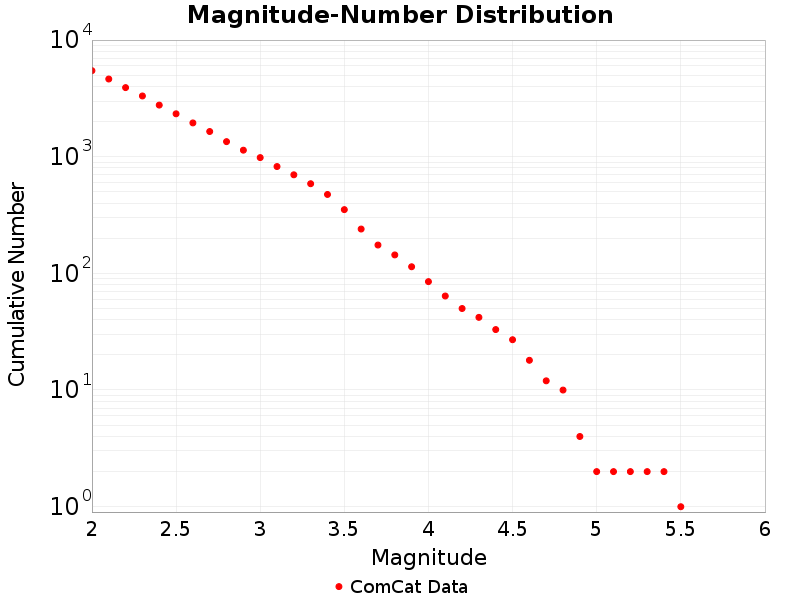 Magnitude-Number Distribution
10^4
10^3
10^2
10^1
10^0
Cumulative Number
2 2.5 3 3.5 4 4.5 5 5.5 6
Magnitude
ComCat Data